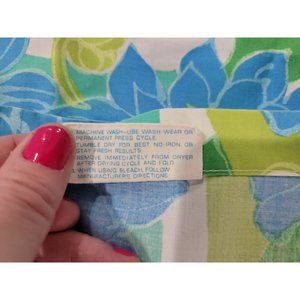 MACHINE WASH-USE WASH-WEAR OR
PERMANENT PRESS CYCLE.
TUMBLE DRY FOR BEST NO-IRON OR
STAY FRESH RESULTS
REMOVE IMMEDIATELY FROM DRYER
AFTER DRYING CYCLE AND FOLD.
WHEN USING BLEACH, FOLLOW
MANUFACTURERS DIRECTIONS.